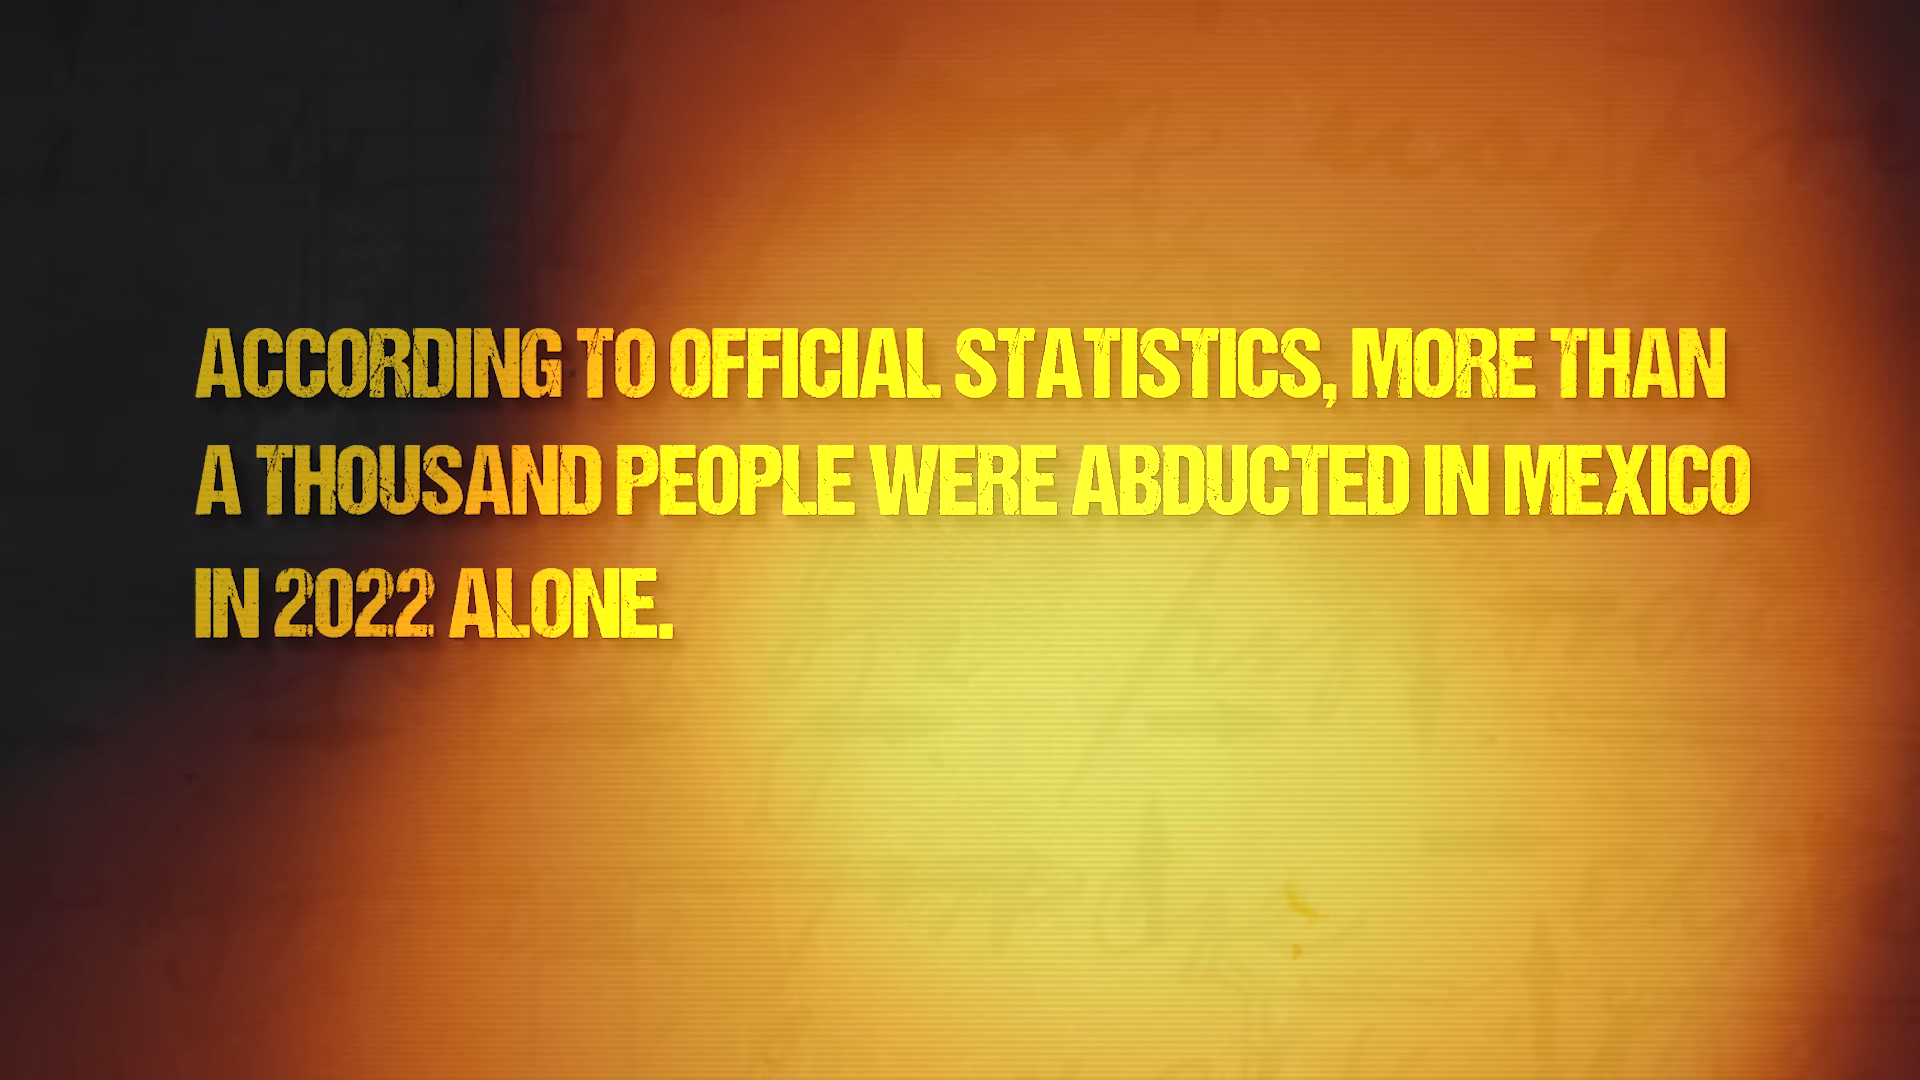 ACCORDING TO OFFICIAL STATISTICS, MORE THAN
A THOUSAND PEOPLE WERE ABDUCTED IN MEXICO
IN 2022 ALONE.